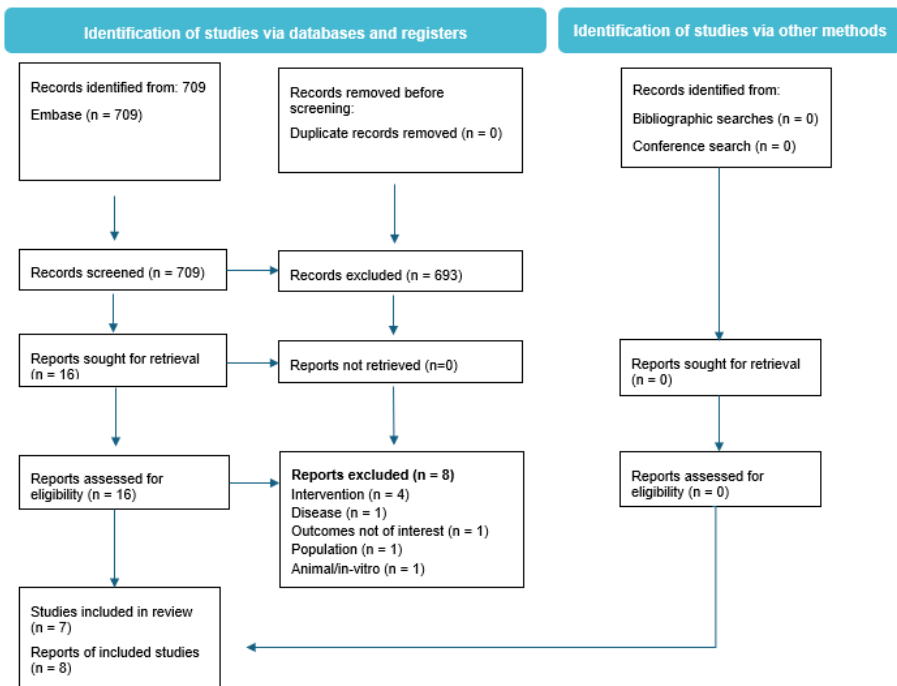 Identification of studies via databases and registers
Identification of studies via other methods
Records identified from: 709
Embase (n = 709)
Records removed before
screening:
Duplicate records removed (n = 0)
Records identified from:
Bibliographic searches (n = 0)
Conference search (n = 0)
Records screened (n = 709)
Records excluded (n = 693)
Reports sought for retrieval
(n = 16)
Reports not retrieved (n=0)
Reports sought for retrieval
(n = 0)
Reports assessed for
eligibility (n = 16)
Reports excluded (n = 8)
Intervention (n = 4)
Disease (n = 1)
Outcomes not of interest (n = 1)
Population (n = 1)
Animal/in-vitro (n = 1)
Reports assessed for
eligibility (n = 0)
Studies included in review
(n = 7)
Reports of included studies
(n = 8)